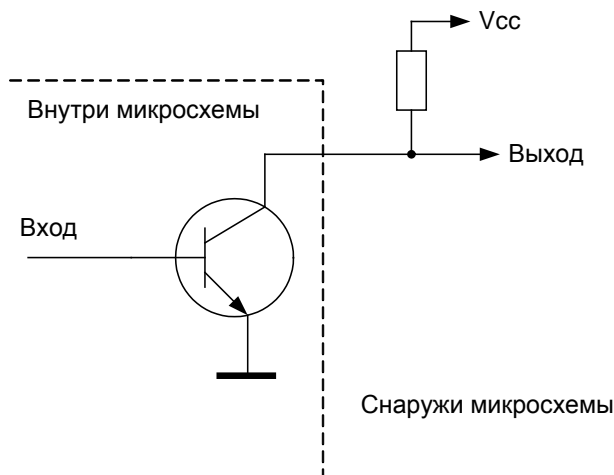 Vcc
Внутри микросхемы
Выход
Вход
Снаружи микросхемы